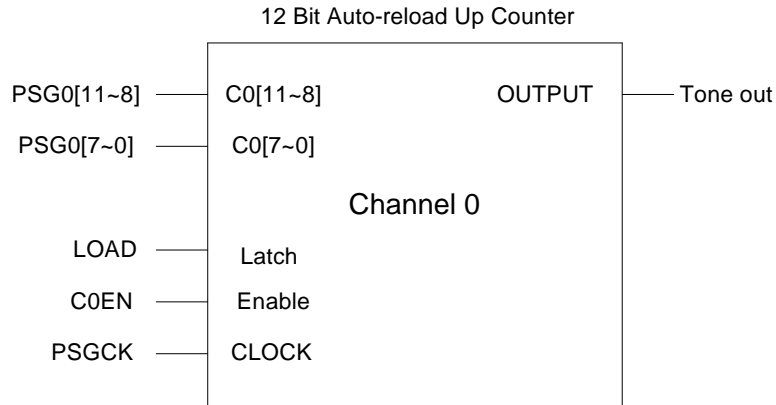 12 Bit Auto-reload Up Counter
PSG0[11~8] C0[11~8] OUTPUT Tone out
PSG0[7~0] C0[7~0]
Channel 0
LOAD Latch
C0EN Enable
PSGCK CLOCK